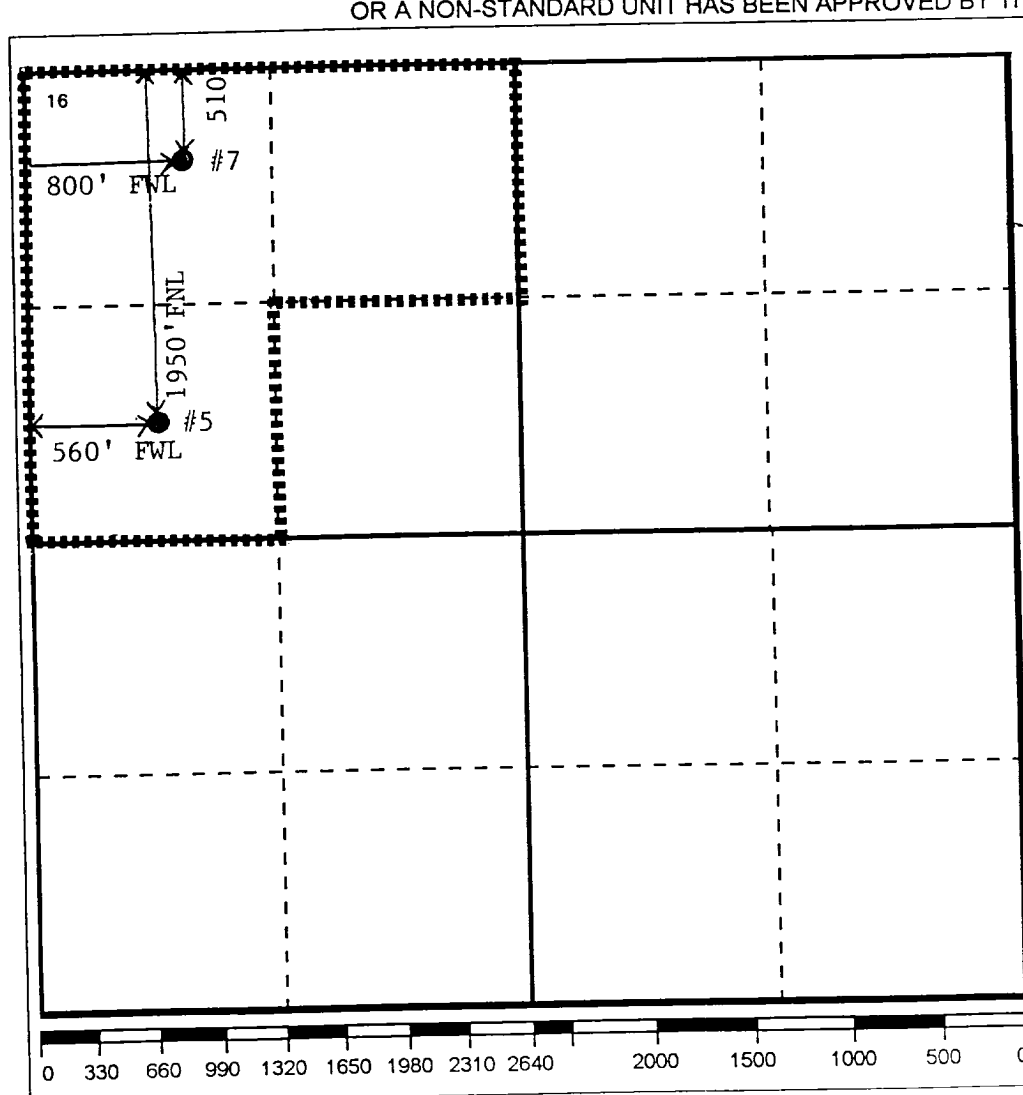 OR A NON-STANDARD UNIT HAS BEEN APPROVED BY
16
510
#7
800' FWL
1950'FNL
#5
560' FWL
0 330 660 990 1320 1650 1980 2310 2640 2000 1500 1000 500 0